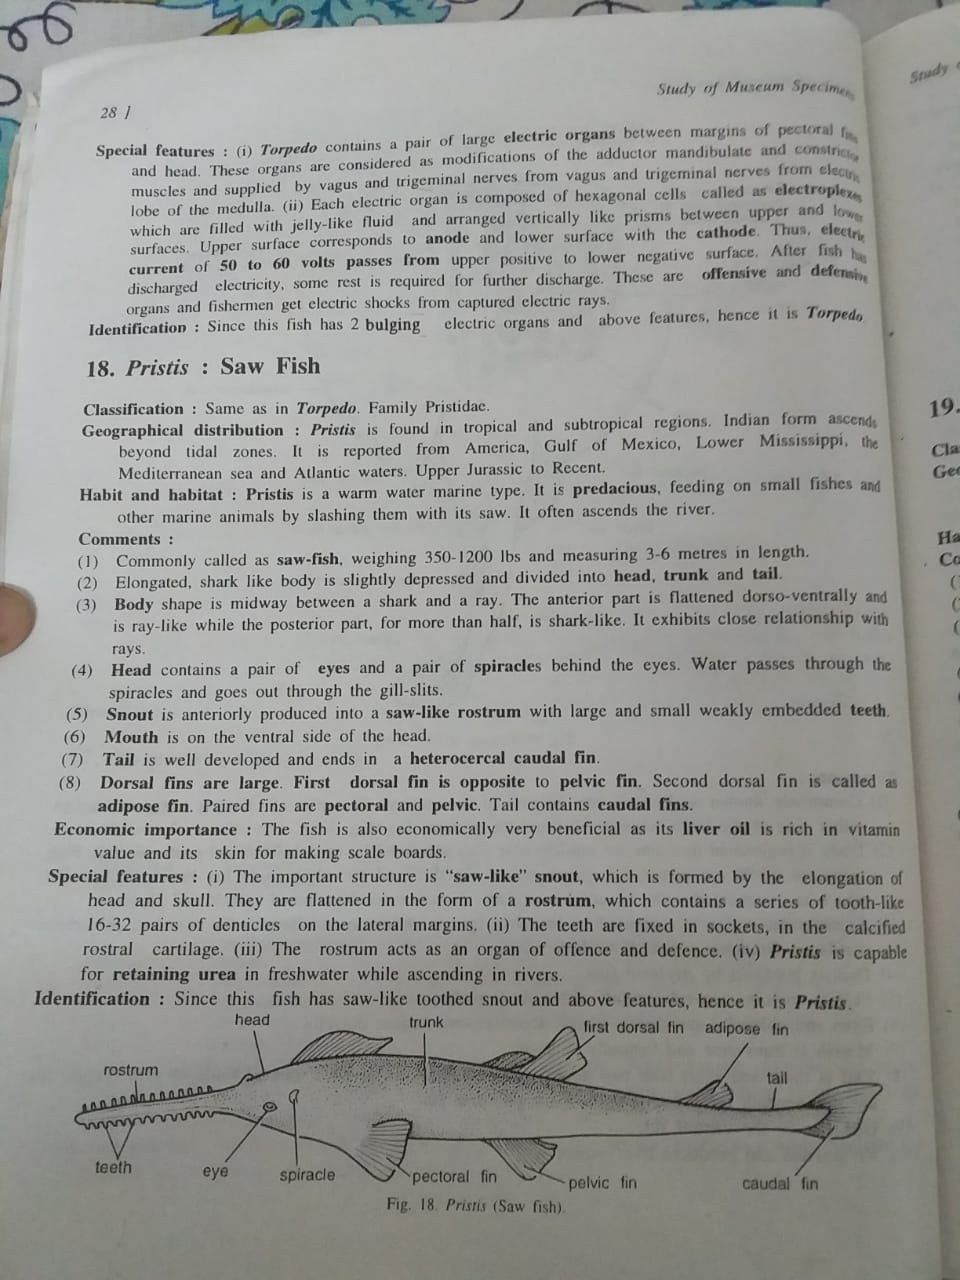 28 ]
Study of Museum Specimens
Study
Special features : (i) Torpedo contains a pair of large electric organs between margins of pectoral
and head. These organs are considered as modifications of the adductor mandibulate and constrictor
muscles and supplied by vagus and trigeminal nerves from vagus and trigeminal nerves from electric
lobe of the medulla. (ii) Each electric organ is composed of hexagonal cells called as electroplexes
which are filled with jelly-like fluid and arranged vertically like prisms between upper and lower
surfaces. Upper surface corresponds to anode and lower surface with the cathode. Thus, electric
current of 50 to 60 volts passes from upper positive to lower negative surface. After fish has
discharged electricity, some rest is required for further discharge. These are offensive and defensive
organs and fishermen get electric shocks from captured electric rays.
Identification : Since this fish has 2 bulging electric organs and above features, hence it is Torpedo
18. Pristis : Saw Fish
Classification : Same as in Torpedo. Family Pristidae.
Geographical distribution : Pristis is found in tropical and subtropical regions. Indian form ascends
beyond tidal zones. It is reported from America, Gulf of Mexico, Lower Mississippi, the
Mediterranean sea and Atlantic waters. Upper Jurassic to Recent.
Habit and habitat : Pristis is a warm water marine type. It is predacious, feeding on small fishes and
other marine animals by slashing them with its saw. It often ascends the river.
Comments :
(1) Commonly called as saw-fish, weighing 350-1200 lbs and measuring 3-6 metres in length.
(2) Elongated, shark like body is slightly depressed and divided into head, trunk and tail.
(3) Body shape is midway between a shark and a ray. The anterior part is flattened dorso-ventrally and
is ray-like while the posterior part, for more than half, is shark-like. It exhibits close relationship with
rays.
(4) Head contains a pair of eyes and a pair of spiracles behind the eyes. Water passes through the
spiracles and goes out through the gill-slits.
(5) Snout is anteriorly produced into a saw-like rostrum with large and small weakly embedded teeth.
(6) Mouth is on the ventral side of the head.
(7) Tail is well developed and ends in a heterocercal caudal fin.
(8) Dorsal fins are large. First dorsal fin is opposite to pelvic fin. Second dorsal fin is called as
adipose fin. Paired fins are pectoral and pelvic. Tail contains caudal fins.
Economic importance : The fish is also economically very beneficial as its liver oil is rich in vitamin
value and its skin for making scale boards.
Special features : (i) The important structure is "saw-like" snout, which is formed by the elongation of
head and skull. They are flattened in the form of a rostrum, which contains a series of tooth-like
16-32 pairs of denticles on the lateral margins. (ii) The teeth are fixed in sockets, in the calcified
rostral cartilage. (iii) The rostrum acts as an organ of offence and defence. (iv) Pristis is capable
for retaining urea in freshwater while ascending in rivers.
Identification : Since this fish has saw-like toothed snout and above features, hence it is Pristis.
head
trunk
first dorsal fin
adipose fin
rostrum
tail
teeth
eye
spiracle
pectoral fin
pelvic fin
caudal fin
Fig. 18. Pristis (Saw fish).
19.